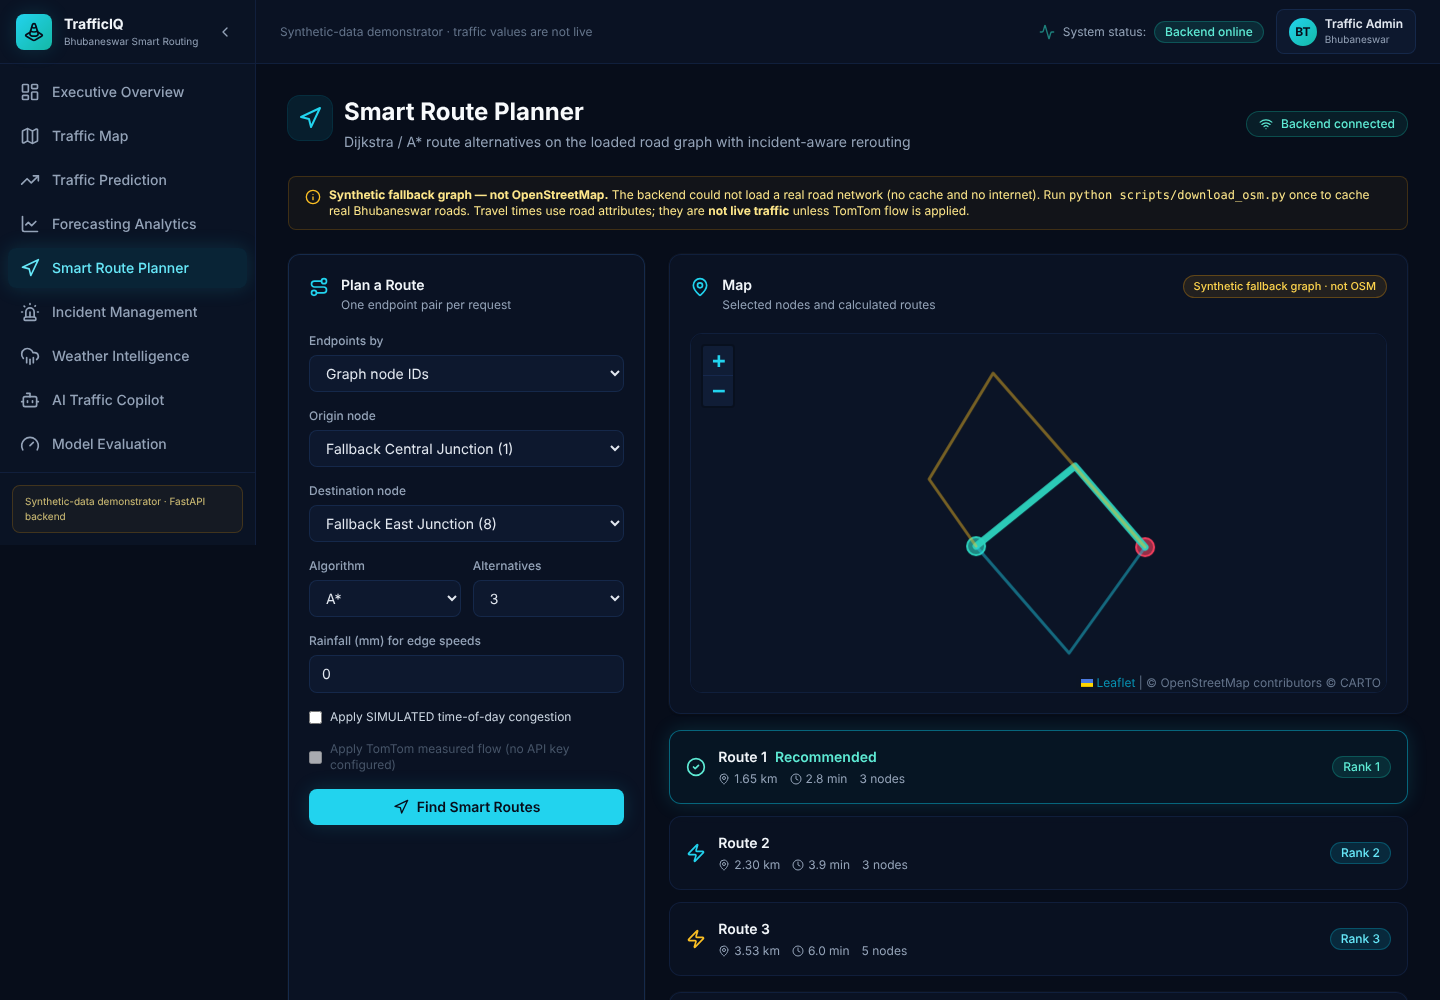 TrafficIQ
Bhubaneswar Smart Routing
Synthetic-data demonstrator · traffic values are not live
System status:
Backend online
BT
Traffic Admin
Bhubaneswar
Executive Overview
Traffic Map
Traffic Prediction
Forecasting Analytics
Smart Route Planner
Incident Management
Weather Intelligence
AI Traffic Copilot
Model Evaluation
Synthetic-data demonstrator · FastAPI
backend
Smart Route Planner
Dijkstra / A* route alternatives on the loaded road graph with incident-aware rerouting
Backend connected
Synthetic fallback graph — not OpenStreetMap. The backend could not load a real road network (no cache and no internet). Run python scripts/download_osm.py once to cache
real Bhubaneswar roads. Travel times use road attributes; they are not live traffic unless TomTom flow is applied.
Plan a Route
One endpoint pair per request
Endpoints by
Graph node IDs
Origin node
Fallback Central Junction (1)
Destination node
Fallback East Junction (8)
Algorithm
Alternatives
A*
3
Rainfall (mm) for edge speeds
0
Apply SIMULATED time-of-day congestion
Apply TomTom measured flow (no API key
configured)
Find Smart Routes
Map
Selected nodes and calculated routes
Synthetic fallback graph · not OSM
+
−
Leaflet | © OpenStreetMap contributors © CARTO
Route 1 Recommended
1.65 km 2.8 min 3 nodes
Rank 1
Route 2
2.30 km 3.9 min 3 nodes
Rank 2
Route 3
3.53 km 6.0 min 5 nodes
Rank 3